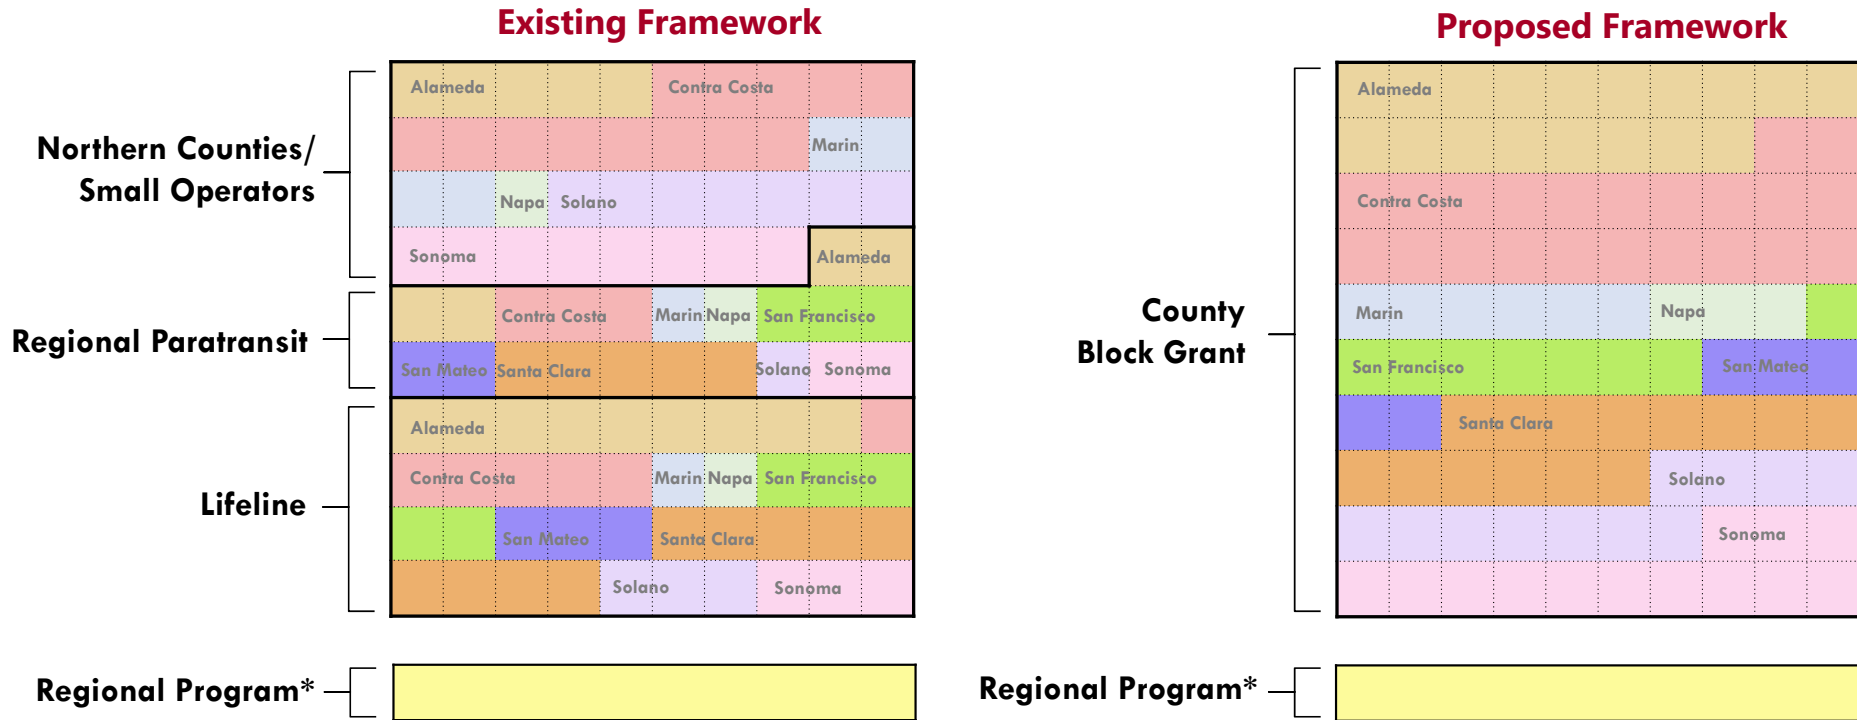 Existing Framework
Northern Counties/
Small Operators
Alameda
Contra Costa
Marin
Napa
Solano
Sonoma
Regional Paratransit
Alameda
Contra Costa
Marin
Napa
San Francisco
San Mateo
Santa Clara
Solano
Sonoma
Lifeline
Alameda
Contra Costa
Marin
Napa
San Francisco
San Mateo
Santa Clara
Solano
Sonoma
Regional Program*
Proposed Framework
County
Block Grant
Alameda
Contra Costa
Marin
Napa
San Francisco
San Mateo
Santa Clara
Solano
Sonoma
Regional Program*